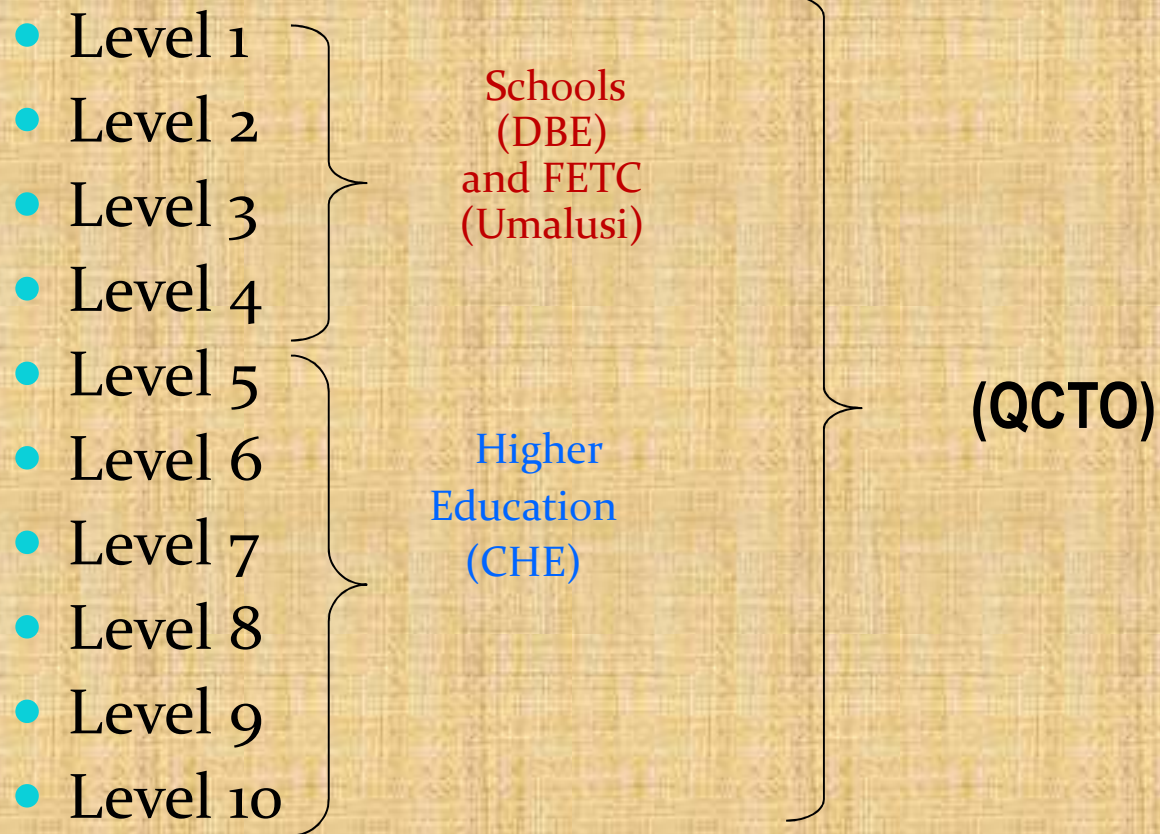 Level 1
Level 2
Level 3
Level 4
Level 5
Level 6
Level 7
Level 8
Level 9
Level 10
Schools
(DBE)
and FETC
(Umalusi)
Higher
Education
(CHE)
(QCTO)